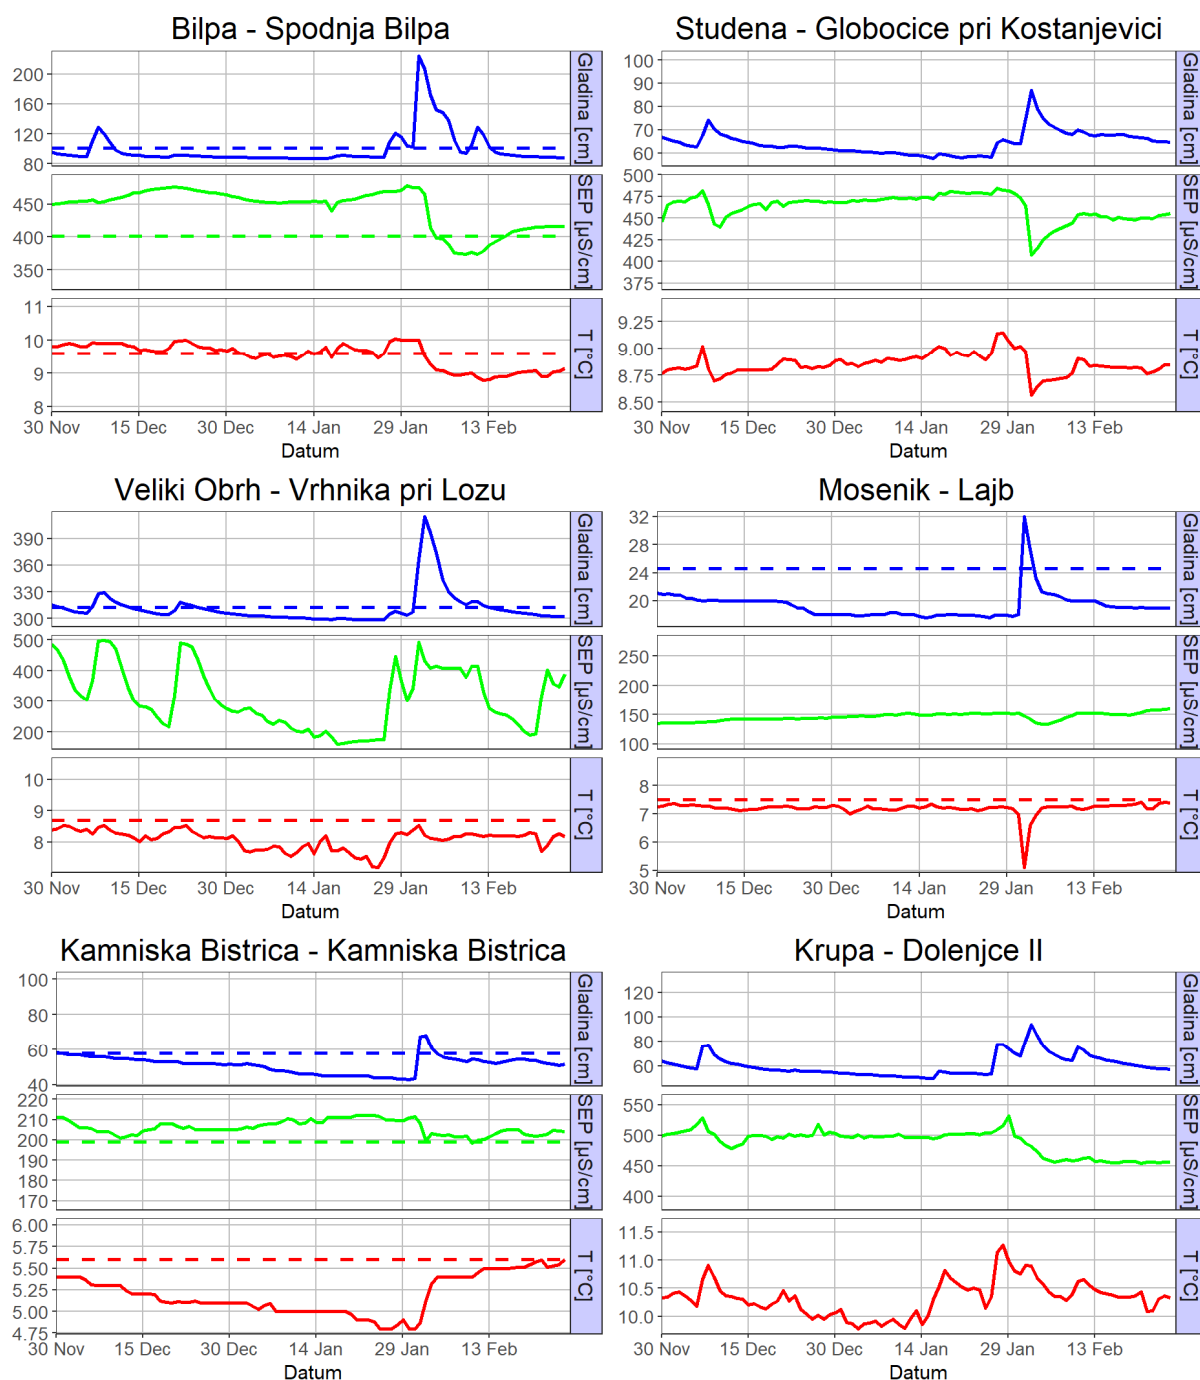 Bilpa - Spodnja Bilpa
200
160
120
80
Gladina [cm]
450
400
350
SEP [µS/cm]
11
10
9
8
T [°C]
30 Nov 15 Dec 30 Dec 14 Jan 29 Jan 13 Feb
Datum
Studena - Globocice pri Kostanjevici
100
90
80
70
60
Gladina [cm]
500
475
450
425
400
375
SEP [µS/cm]
9.25
9.00
8.75
8.50
T [°C]
30 Nov 15 Dec 30 Dec 14 Jan 29 Jan 13 Feb
Datum
Veliki Obrh - Vrhnika pri Lozu
390
360
330
300
Gladina [cm]
500
400
300
200
SEP [µS/cm]
10
9
8
T [°C]
30 Nov 15 Dec 30 Dec 14 Jan 29 Jan 13 Feb
Datum
Mosenik - Lajb
32
28
24
20
Gladina [cm]
250
200
150
100
SEP [µS/cm]
8
7
6
5
T [°C]
30 Nov 15 Dec 30 Dec 14 Jan 29 Jan 13 Feb
Datum
Kamniska Bistrica - Kamniska Bistrica
100
80
60
40
Gladina [cm]
220
210
200
190
180
170
SEP [µS/cm]
6.00
5.75
5.50
5.25
5.00
4.75
T [°C]
30 Nov 15 Dec 30 Dec 14 Jan 29 Jan 13 Feb
Datum
Krupa - Dolenjce II
120
100
80
60
Gladina [cm]
550
500
450
400
SEP [µS/cm]
11.5
11.0
10.5
10.0
T [°C]
30 Nov 15 Dec 30 Dec 14 Jan 29 Jan 13 Feb
Datum